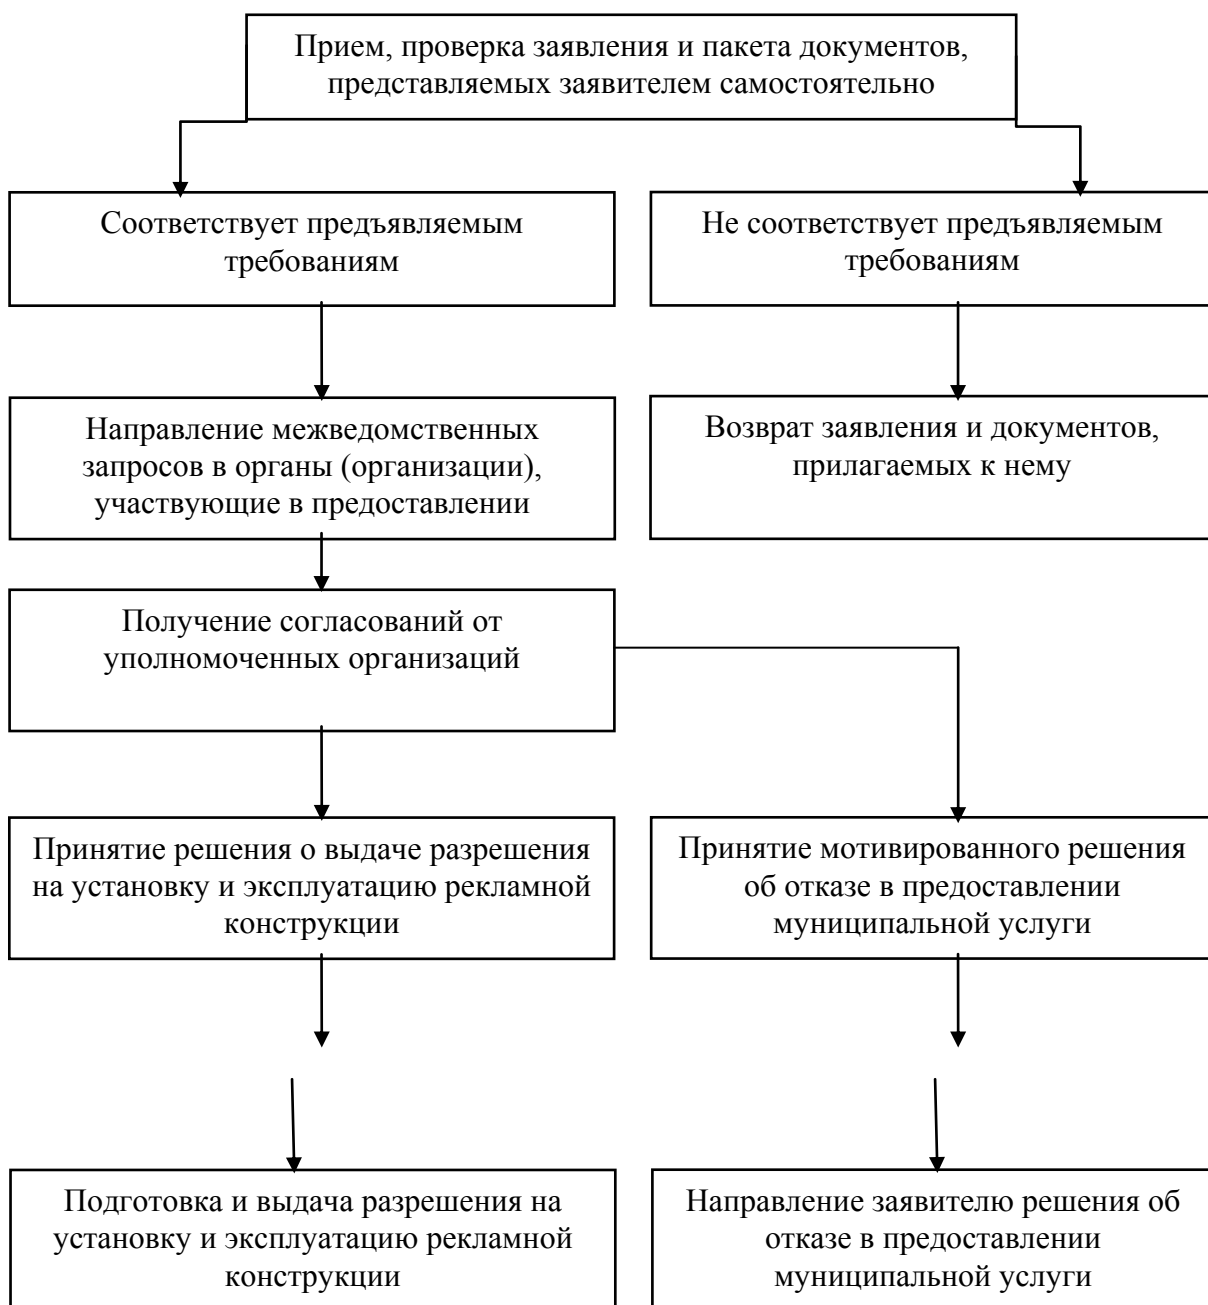 Прием, проверка заявления и пакета документов,
представляемых заявителем самостоятельно
Соответствует предъявляемым
требованиям
Не соответствует предъявляемым
требованиям
Направление межведомственных
запросов в органы (организации),
участвующие в предоставлении
Возврат заявления и документов,
прилагаемых к нему
Получение согласований от
уполномоченных организаций
Принятие решения о выдаче разрешения
на установку и эксплуатацию рекламной
конструкции
Принятие мотивированного решения
об отказе в предоставлении
муниципальной услуги
Подготовка и выдача разрешения на
установку и эксплуатацию рекламной
конструкции
Направление заявителю решения об
отказе в предоставлении
муниципальной услуги